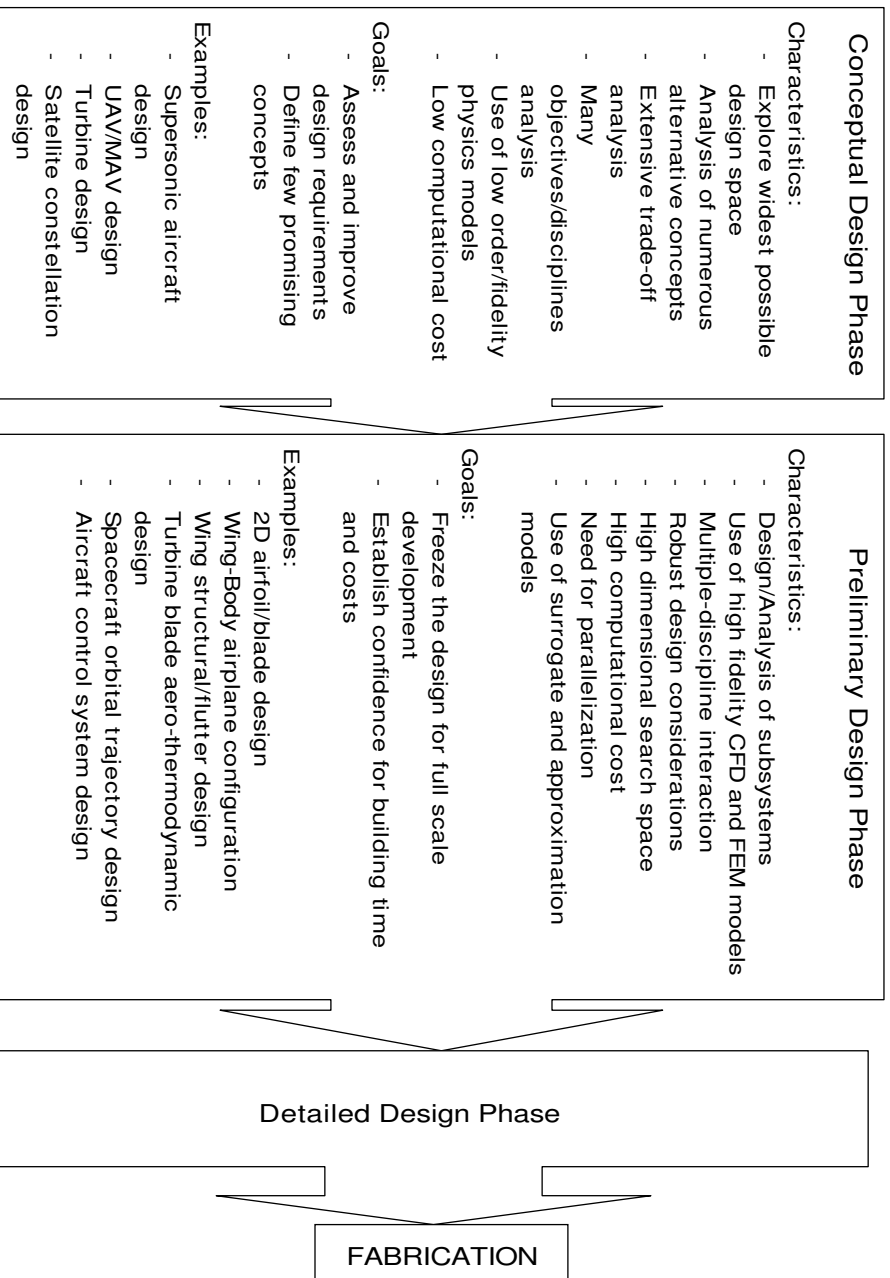 Conceptual Design Phase
Characteristics:
- Explore widest possible
design space
- Analysis of numerous
alternative concepts
- Extensive trade-off
analysis
- Many
objectives/disciplines
analysis
- Use of low order/fidelity
physics models
- Low computational cost
Goals:
- Assess and improve
design requirements
- Define few promising
concepts
Examples:
- Supersonic aircraft
design
- UAV/MAV design
- Turbine design
- Satellite constellation
design
Preliminary Design Phase
Characteristics:
- Design/Analysis of subsystems
- Use of high fidelity CFD and FEM models
- Multiple-discipline interaction
- Robust design considerations
- High dimensional search space
- High computational cost
- Need for parallelization
- Use of surrogate and approximation
models
Goals:
- Freeze the design for full scale
development
- Establish confidence for building time
and costs
Examples:
- 2D airfoil/blade design
- Wing-Body airplane configuration
- Wing structural/flutter design
- Turbine blade aero-thermodynamic
design
- Spacecraft orbital trajectory design
- Aircraft control system design
Detailed Design Phase
FABRICATION